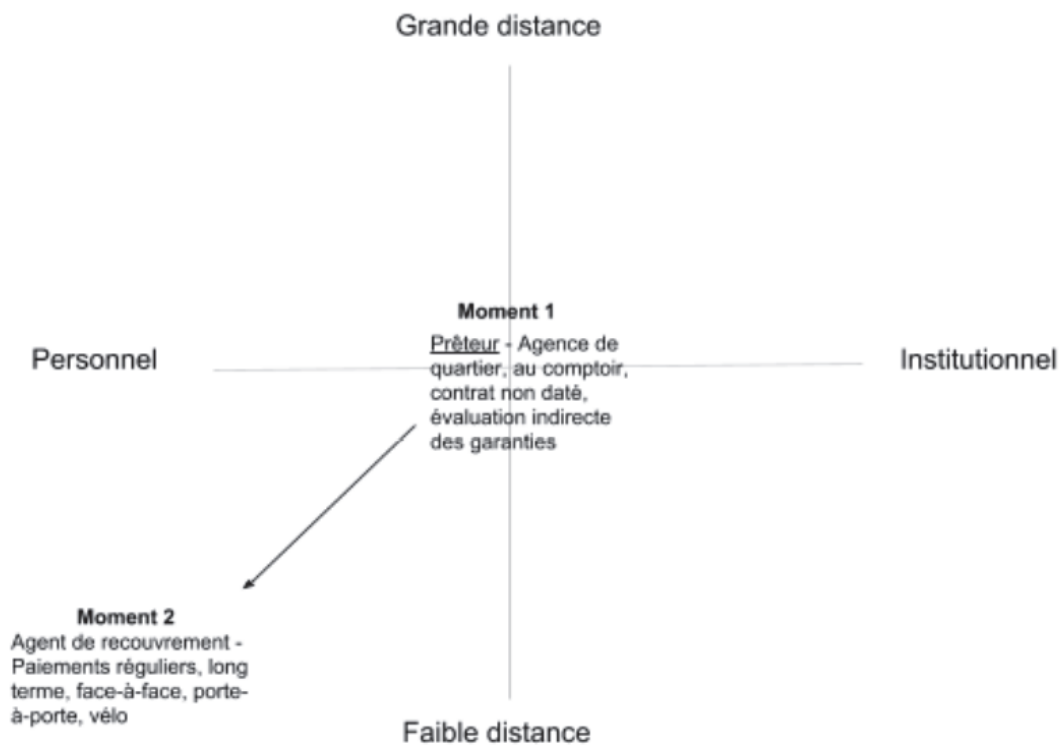 Grande distance
Moment 1
Prêteur - Agence de
quartier, au comptoir,
contrat non daté,
évaluation indirecte
des garanties
Personnel
Institutionnel
Moment 2
Agent de recouvrement -
Paiements réguliers, long
terme, face-à-face, porte-
à-porte, vélo
Faible distance